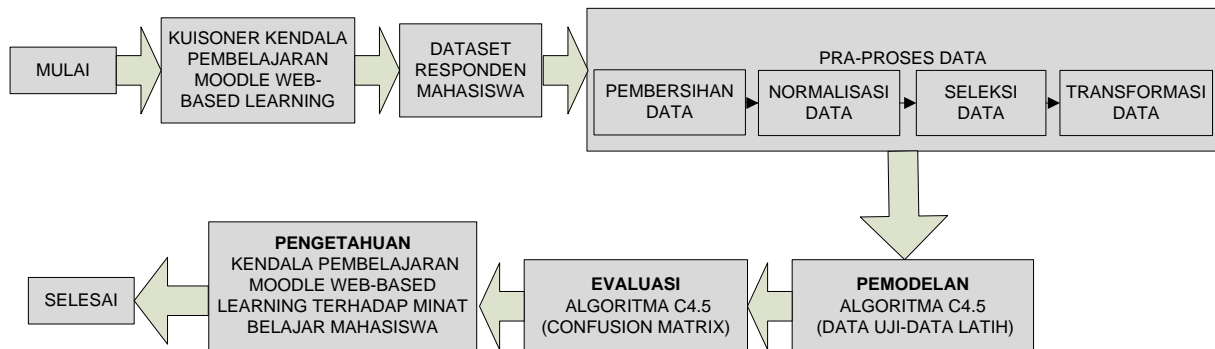 MULAI
KUISONER KENDALA
PEMBELAJARAN
MOODLE WEB-
BASED LEARNING
DATASET
RESPONDEN
MAHASISWA
PRA-PROSES DATA
PEMBERSIHAN
DATA
NORMALISASI
DATA
SELEKSI
DATA
TRANSFORMASI
DATA
PEMODELAN
ALGORITMA C4.5
(DATA UJI-DATA LATIH)
EVALUASI
ALGORITMA C4.5
(CONFUSION MATRIX)
PENGETAHUAN
KENDALA PEMBELAJARAN
MOODLE WEB-BASED
LEARNING TERHADAP MINAT
BELAJAR MAHASISWA
SELESAI